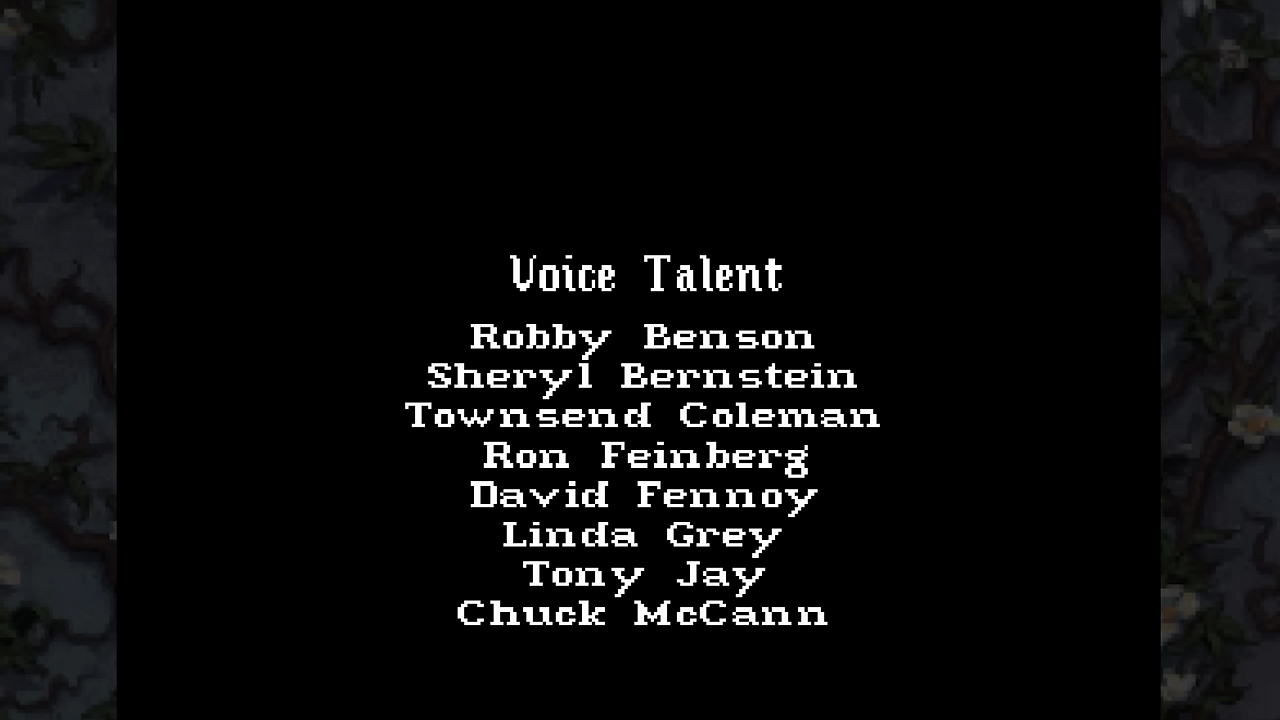 Voice Talent
Robby Benson
Sheryl Bernstein
Townsend Coleman
Ron Feinberg
David Fennoy
Linda Grey
Tony Jay
Chuck McCann